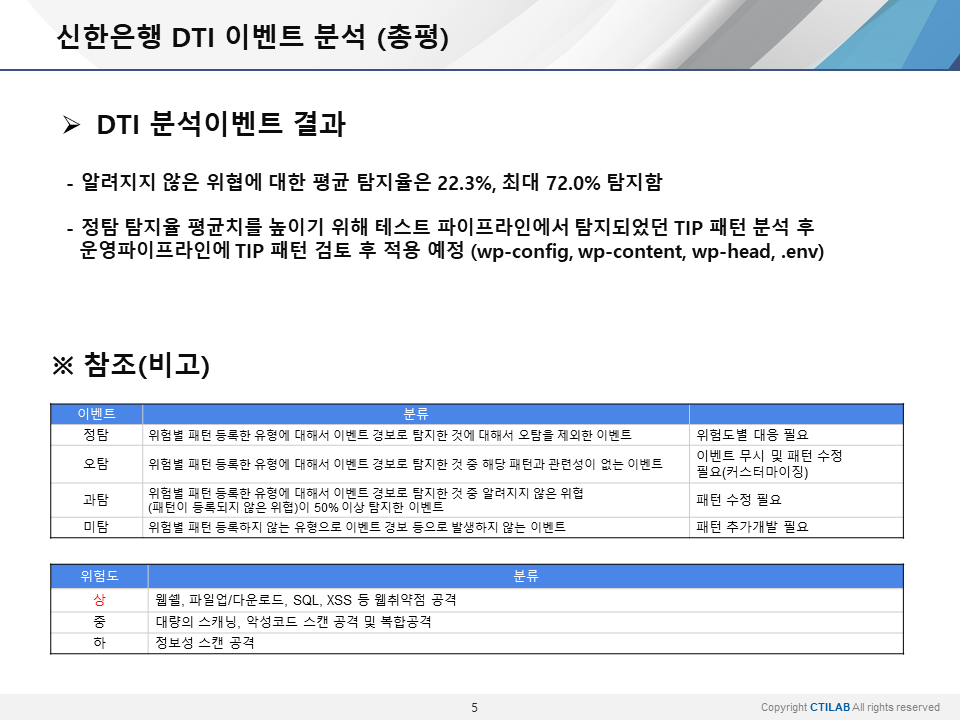 신한은행 DTI 이벤트 분석 (총평)
➢ DTI 분석이벤트 결과
- 알려지지 않은 위협에 대한 평균 탐지율은 22.3%, 최대 72.0% 탐지함
- 정탐 탐지율 평균치를 높이기 위해 테스트 파이프라인에서 탐지되었던 TIP 패턴 분석 후
운영파이프라인에 TIP 패턴 검토 후 적용 예정 (wp-config, wp-content, wp-head, .env)
※ 참조(비고)
이벤트 분류
정탐 위험별 패턴 등록한 유형에 대해서 이벤트 경보로 탐지한 것에 대해서 오탐을 제외한 이벤트 위험도별 대응 필요
오탐 위험별 패턴 등록한 유형에 대해서 이벤트 경보로 탐지한 것 중 해당 패턴과 관련성이 없는 이벤트 이벤트 무시 및 패턴 수정
필요(커스터마이징)
과탐 위험별 패턴 등록한 유형에 대해서 이벤트 경보로 탐지한 것 중 알려지지 않은 위협
(패턴이 등록되지 않은 위협)이 50% 이상 탐지한 이벤트 패턴 수정 필요
미탐 위험별 패턴 등록하지 않는 유형으로 이벤트 경보 등으로 발생하지 않는 이벤트 패턴 추가개발 필요
위험도 분류
상 웹쉘, 파일업/다운로드, SQL, XSS 등 웹취약점 공격
중 대량의 스캐닝, 악성코드 스캔 공격 및 복합공격
하 정보성 스캔 공격
5
Copyright CTILAB All rights reserved